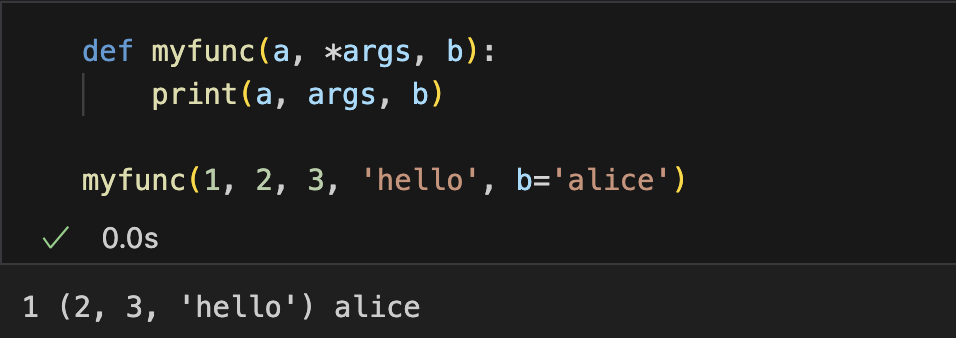 def myfunc(a, *args, b):
    print(a, args, b)
myfunc(1, 2, 3, 'hello', b='alice')
✓ 0.0s
1 (2, 3, 'hello') alice